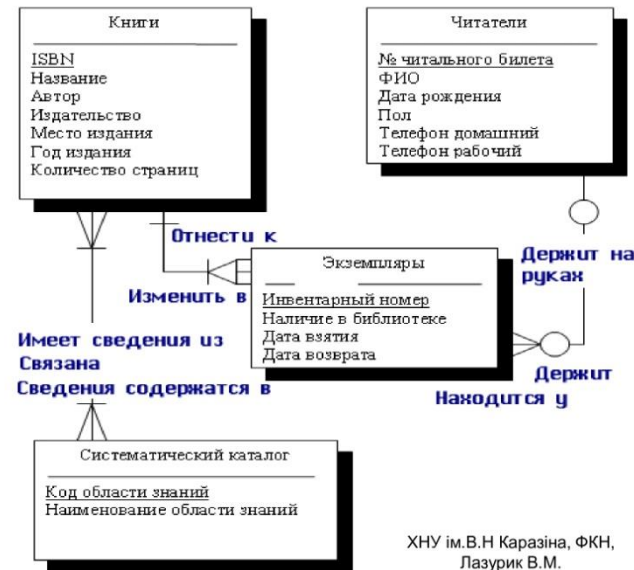 Книги
ISBN
Название
Автор
Издательство
Место издания
Год издания
Количество страниц
Читатели
№ читального билета
ФИО
Дата рождения
Пол
Телефон домашний
Телефон рабочий
Отнести к
Изменить в
Экземпляры
Инвентарный номер
Наличие в библиотеке
Дата взятия
Дата возврата
Держит на
руках
Держит
Находится у
Имеет сведения из
Связана
Сведения содержатся в
Систематический каталог
Код области знаний
Наименование области знаний
ХНУ ім.В.Н Каразіна, ФКН,
Лазурик В.М.